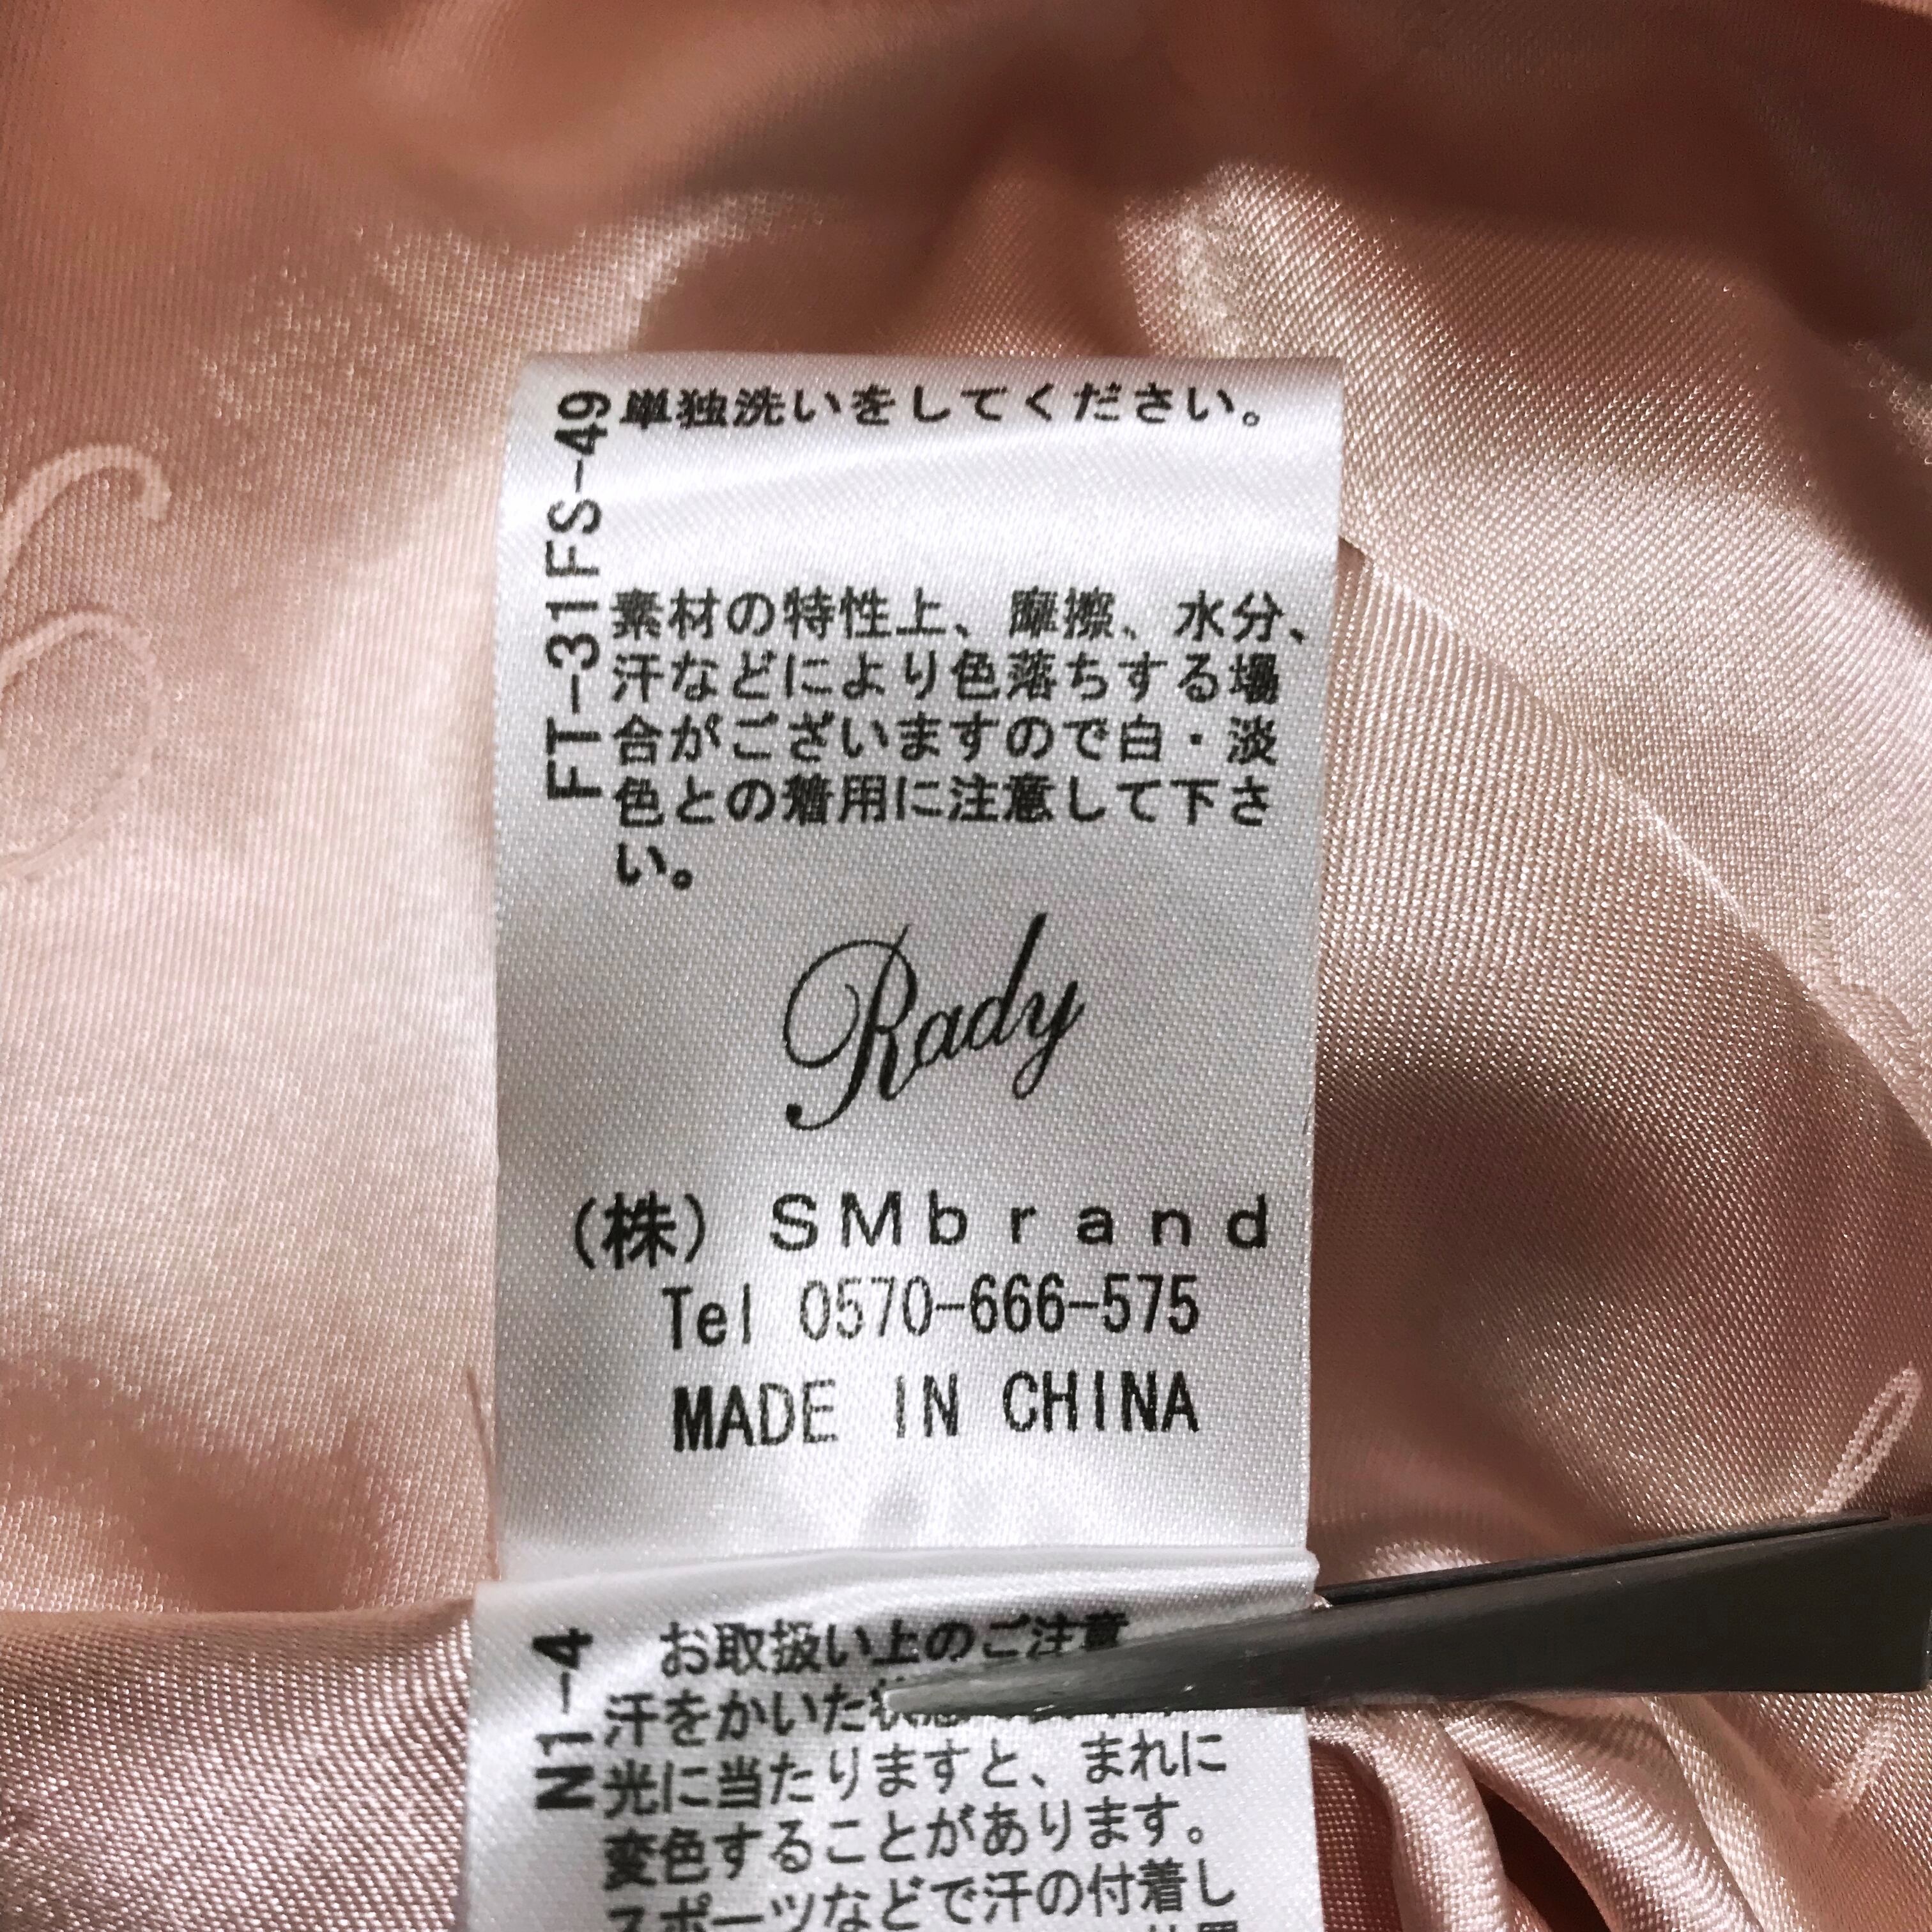 単独洗いをしてください。
FT-31FS-49
素材の特性上、摩擦、水分、
汗などにより色落ちする場
合がございますので白・淡
色との着用に注意して下さ
い。
Rady
(株) SMbrand
Tel 0570-666-575
MADE IN CHINA
N1-4
お取扱い上のご注意
汗をかいた状態
光に当たりますと、まれに
変色することがあります。
スポーツなどで汗の付着し